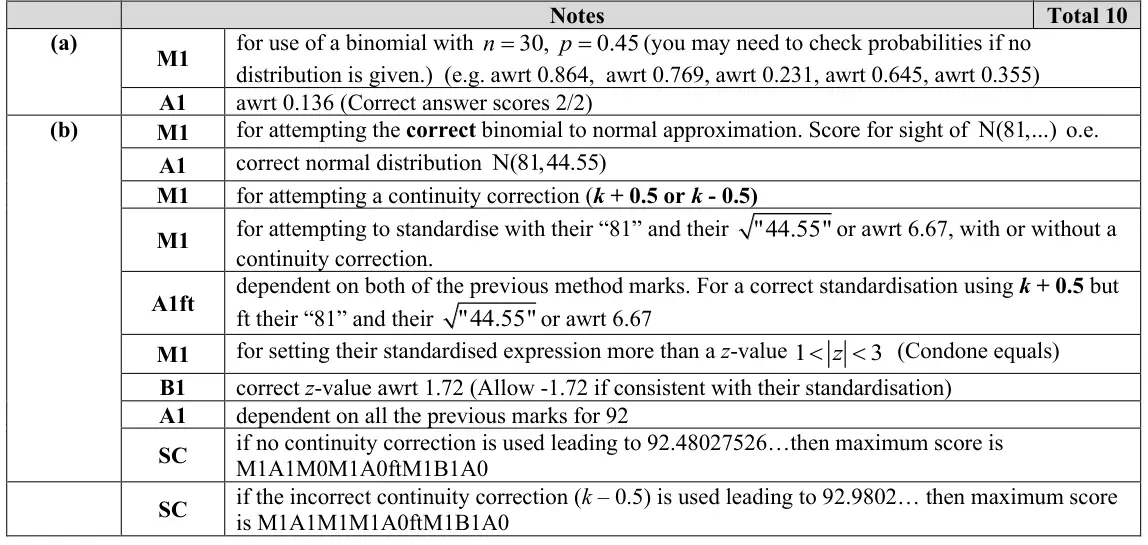 Notes Total 10
(a) M1 for use of a binomial with n = 30, p = 0.45 (you may need to check probabilities if no
distribution is given.) (e.g. awrt 0.864, awrt 0.769, awrt 0.231, awrt 0.645, awrt 0.355)
A1 awrt 0.136 (Correct answer scores 2/2)
(b) M1 for attempting the correct binomial to normal approximation. Score for sight of N(81,...) o.e.
A1 correct normal distribution N(81,44.55)
M1 for attempting a continuity correction (k + 0.5 or k - 0.5)
M1 for attempting to standardise with their “81” and their √"44.55" or awrt 6.67, with or without a
continuity correction.
A1ft dependent on both of the previous method marks. For a correct standardisation using k + 0.5 but
ft their “81” and their √"44.55" or awrt 6.67
M1 for setting their standardised expression more than a z-value 1 < |z| < 3 (Condone equals)
B1 correct z-value awrt 1.72 (Allow -1.72 if consistent with their standardisation)
A1 dependent on all the previous marks for 92
SC if no continuity correction is used leading to 92.48027526…then maximum score is
M1A1M0M1A0ftM1B1A0
SC if the incorrect continuity correction (k – 0.5) is used leading to 92.9802… then maximum score
is M1A1M1M1A0ftM1B1A0